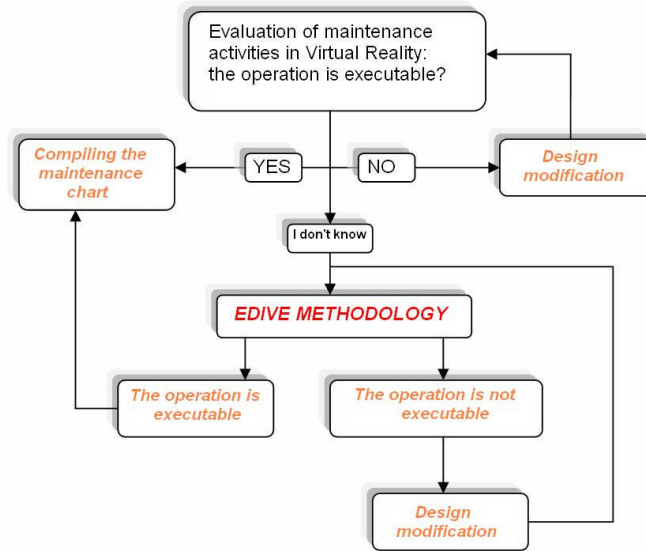 Evaluation of maintenance
activities in Virtual Reality:
the operation is executable?
Compiling the
maintenance
chart
YES
NO
Design
modification
I don't know
EDIVE METHODOLOGY
The operation is
executable
The operation is not
executable
Design
modification